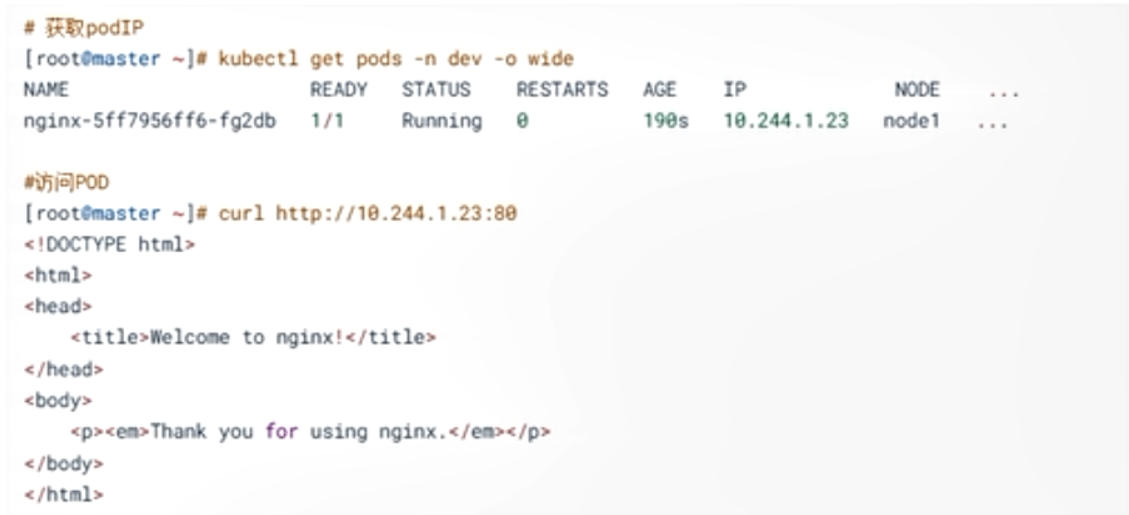 # 获取podIP
[root@master ~]# kubectl get pods -n dev -o wide
NAME                     READY   STATUS    RESTARTS   AGE    IP             NODE    ...
nginx-5ff7956ff6-fg2db   1/1     Running   0          190s   10.244.1.23   node1   ...
#访问POD
[root@master ~]# curl http://10.244.1.23:80
<!DOCTYPE html>
<html>
<head>
    <title>Welcome to nginx!</title>
</head>
<body>
    <p><em>Thank you for using nginx.</em></p>
</body>
</html>